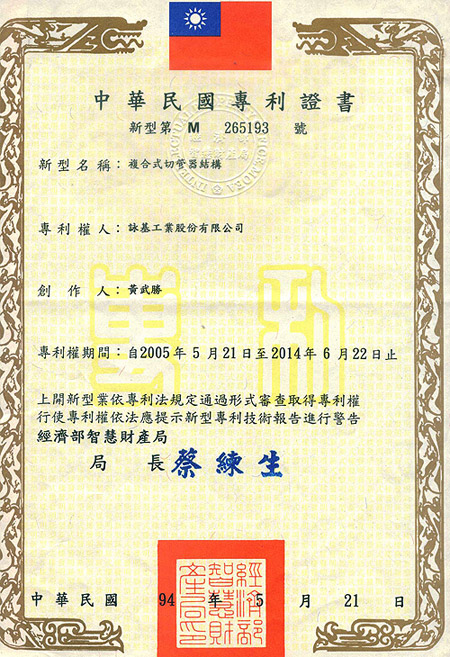 中華民國專利證書
新型第 M 265193 號
新型名稱：複合式切管器結構
專利權人：詠基工業股份有限公司
創作人：黃武勝
專利權期間：自2005年5月21日至2014年6月22日止
上開新型業依專利法規定通過形式審查取得專利權
行使專利權依法應提示新型專利技術報告進行警告
經濟部智慧財產局
局長 蔡練生
經濟部智慧財產局印
中華民國 94 年 5 月 21 日